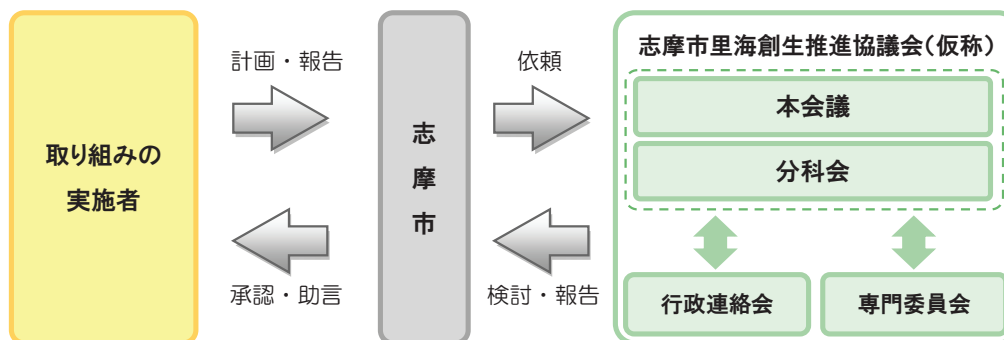 取り組みの
実施者
計画・報告
承認・助言
志摩市
依頼
検討・報告
志摩市里海創生推進協議会（仮称）
本会議
分科会
行政連絡会
専門委員会